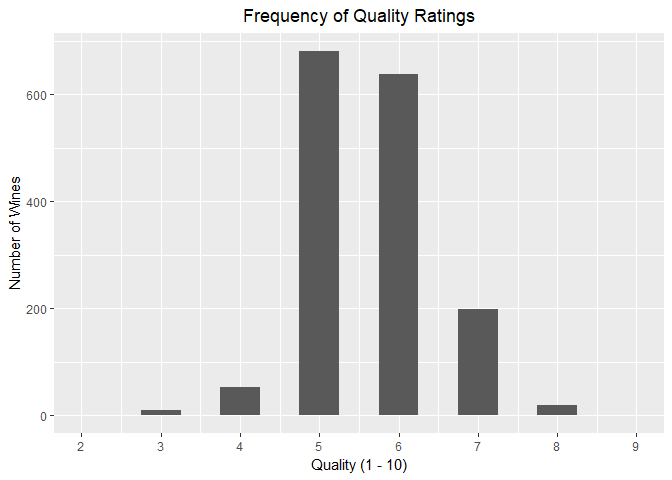 Frequency of Quality Ratings
Number of Wines
600
400
200
0
2 3 4 5 6 7 8 9
Quality (1 - 10)